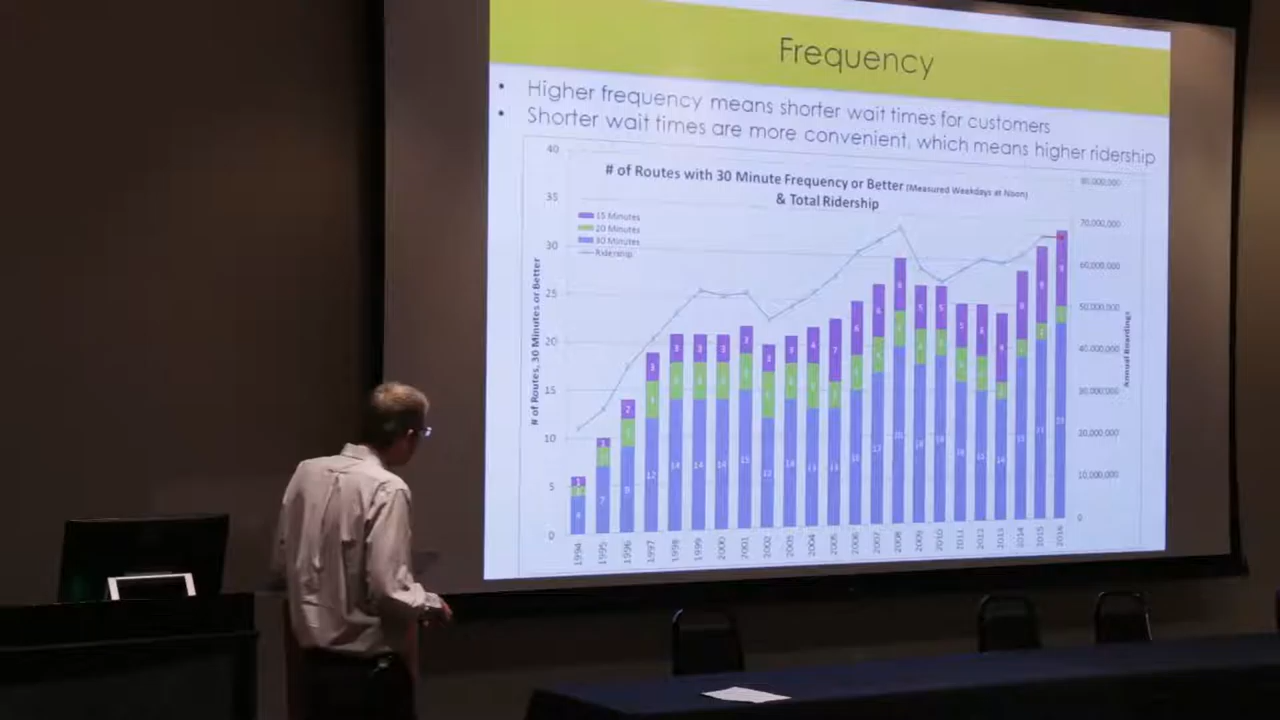 Frequency
• Higher frequency means shorter wait times for customers
• Shorter wait times are more convenient, which means higher ridership
# of Routes with 30 Minute Frequency or Better (Measured Weekdays at Noon)
& Total Ridership
15 Minutes
20 Minutes
30 Minutes
Ridership
# of Routes, 30 Minutes or Better
40
35
30
25
20
15
10
5
0
80,000,000
70,000,000
60,000,000
50,000,000
40,000,000
30,000,000
20,000,000
10,000,000
0
Annual Boardings
1994 1995 1996 1997 1998 1999 2000 2001 2002 2003 2004 2005 2006 2007 2008 2009 2010 2011 2012 2013 2014 2015 2016